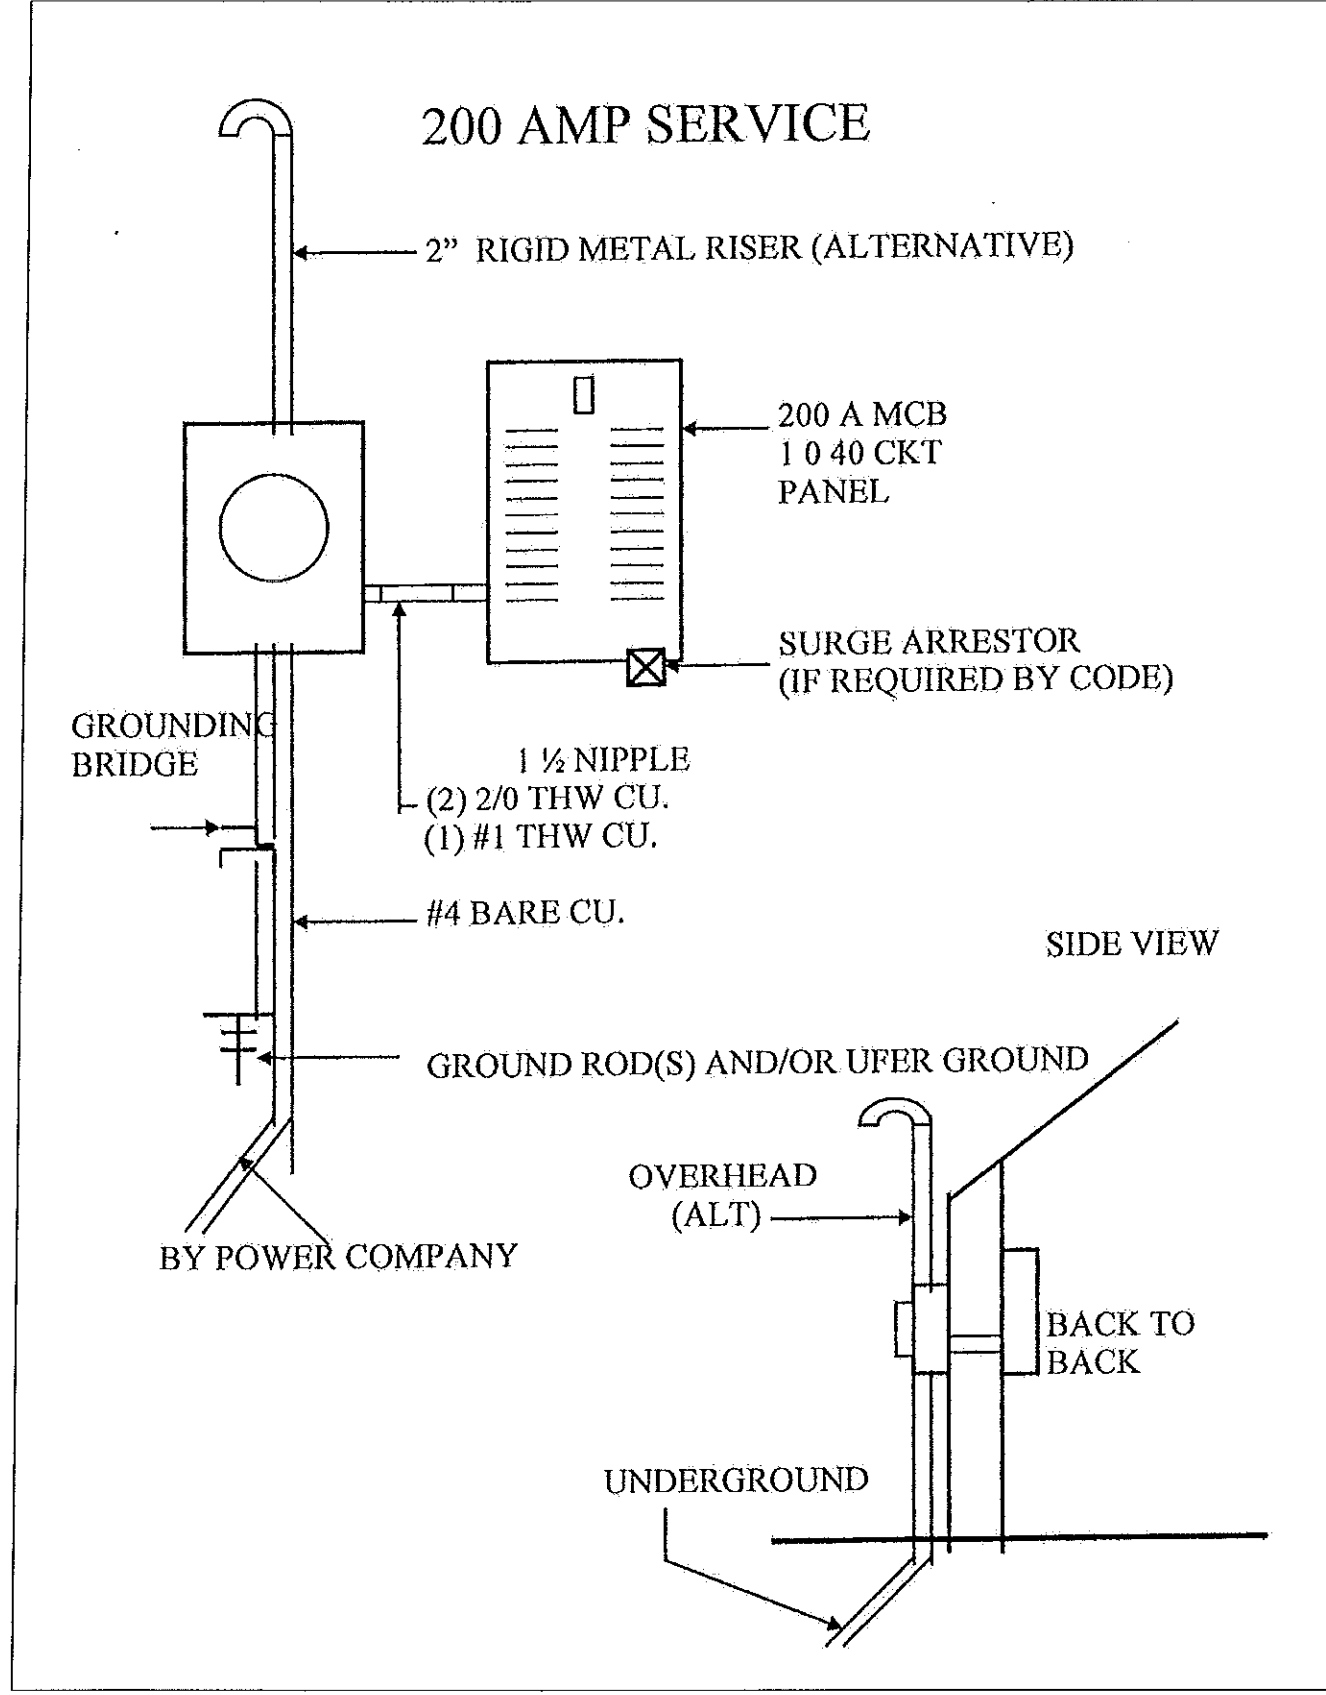 200 AMP SERVICE
2” RIGID METAL RISER (ALTERNATIVE)
200 A MCB
1 0 40 CKT
PANEL
SURGE ARRESTOR
(IF REQUIRED BY CODE)
GROUNDING
BRIDGE
1 ½ NIPPLE
(2) 2/0 THW CU.
(1) #1 THW CU.
#4 BARE CU.
SIDE VIEW
GROUND ROD(S) AND/OR UFER GROUND
OVERHEAD
(ALT)
BY POWER COMPANY
BACK TO
BACK
UNDERGROUND